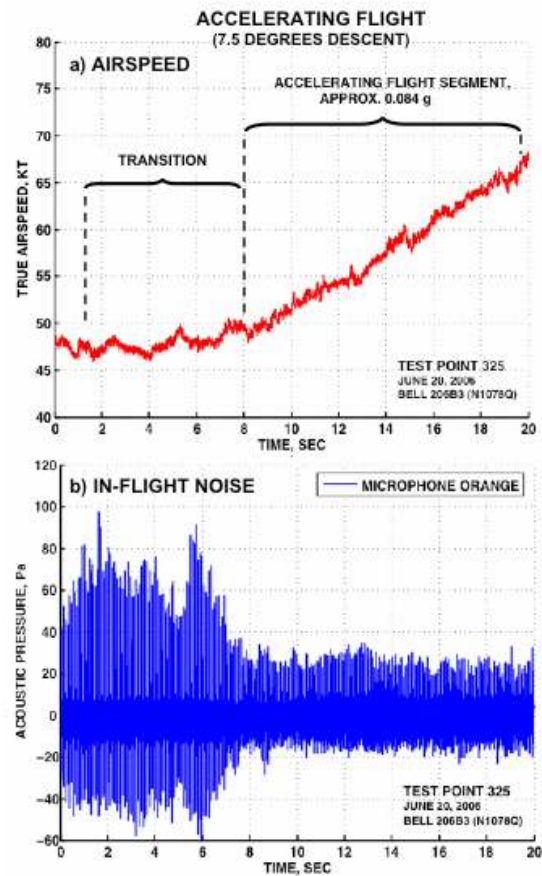 ACCELERATING FLIGHT
(7.5 DEGREES DESCENT)
a) AIRSPEED
ACCELERATING FLIGHT SEGMENT,
APPROX. 0.084 g
TRANSITION
TRUE AIRSPEED, KT
80
75
70
65
60
55
50
45
40
TEST POINT 325
JUNE 20, 2006
BELL 206B3 (N1078Q)
0 2 4 6 8 10 12 14 16 18 20
TIME, SEC
b) IN-FLIGHT NOISE
MICROPHONE ORANGE
ACOUSTIC PRESSURE, Pa
120
100
80
60
40
20
0
−20
−40
−60
TEST POINT 325
JUNE 20, 2006
BELL 206B3 (N1078Q)
0 2 4 6 8 10 12 14 16 18 20
TIME, SEC